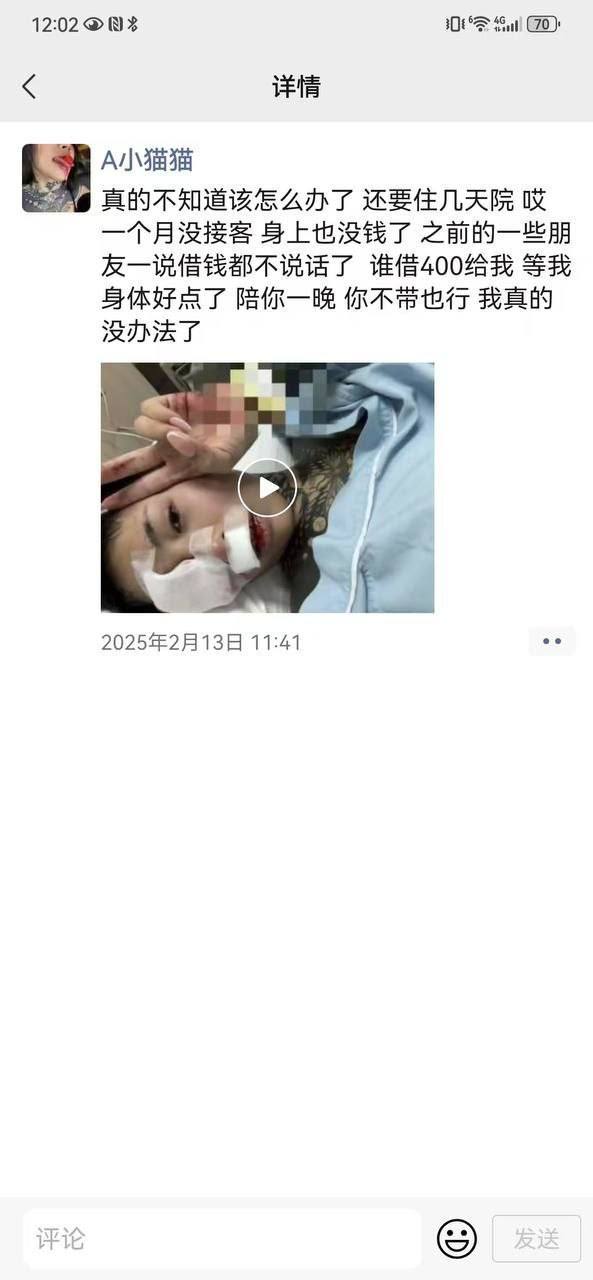 12:02
6
4G
70
详情
A小猫猫
真的不知道该怎么办了 还要住几天院 哎
一个月没接客 身上也没钱了 之前的一些朋
友一说借钱都不说话了  谁借400给我 等我
身体好点了 陪你一晚 你不带也行 我真的
没办法了
2025年2月13日 11:41
评论
发送